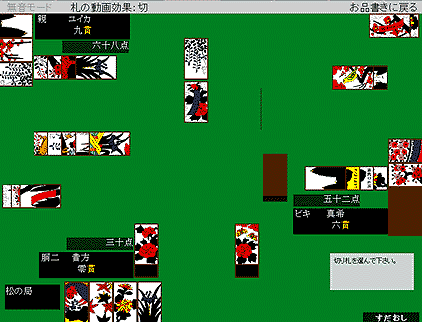 無音モード 札の動画効果:切 お品書きに戻る
親 ユイカ
九貫
六十八点
五十二点
ビキ 真希
六貫
三十点
胴二 貴方
零貫
切り札を選んで下さい。
松の局
すだおし